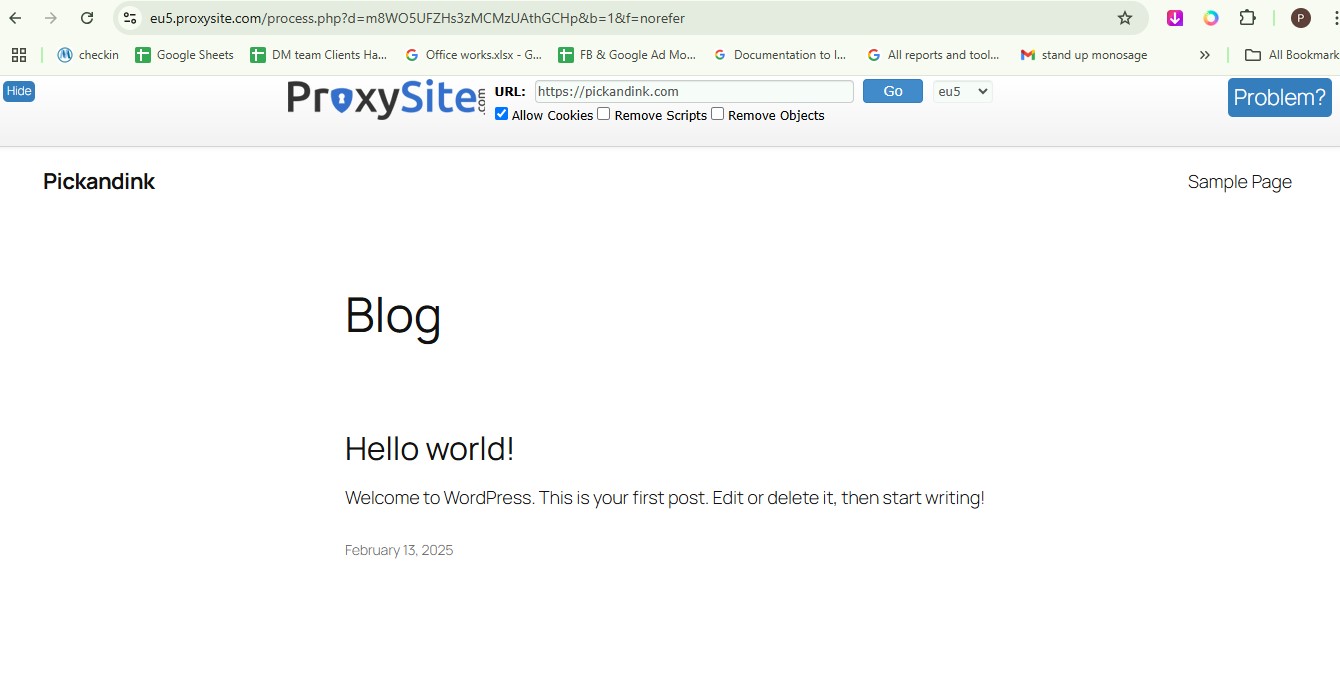 eu5.proxysite.com/process.php?d=m8WO5UFZHs3zMCMzUAthGCHp&b=1&f=norefer
P
checkin
Google Sheets
DM team Clients Ha...
Office works.xlsx - G...
FB & Google Ad Mo...
Documentation to I...
All reports and tool...
stand up monosage
»
All Bookmark
Hide
ProxySite.com
URL:
https://pickandink.com
Go
eu5
Problem?
Allow Cookies
Remove Scripts
Remove Objects
Pickandink
Sample Page
Blog
Hello world!
Welcome to WordPress. This is your first post. Edit or delete it, then start writing!
February 13, 2025